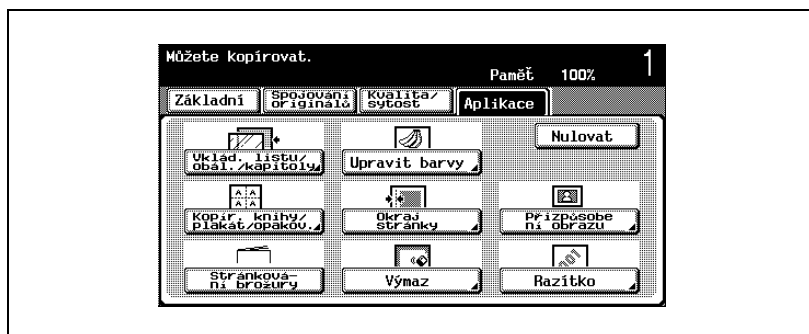 Můžete kopírovat.
Paměť 100% 1
Základní
Spojování
originálů
Kvalita/
sytost
Aplikace
Nulovat
Vklád. listu/
obál./kapitoly
Upravit barvy
Kopír. knihy/
plakát/opakov.
Okraj
stránky
Přizpůsobe
ní obrazu
Stránková-
ní brožury
Výmaz
Razítko